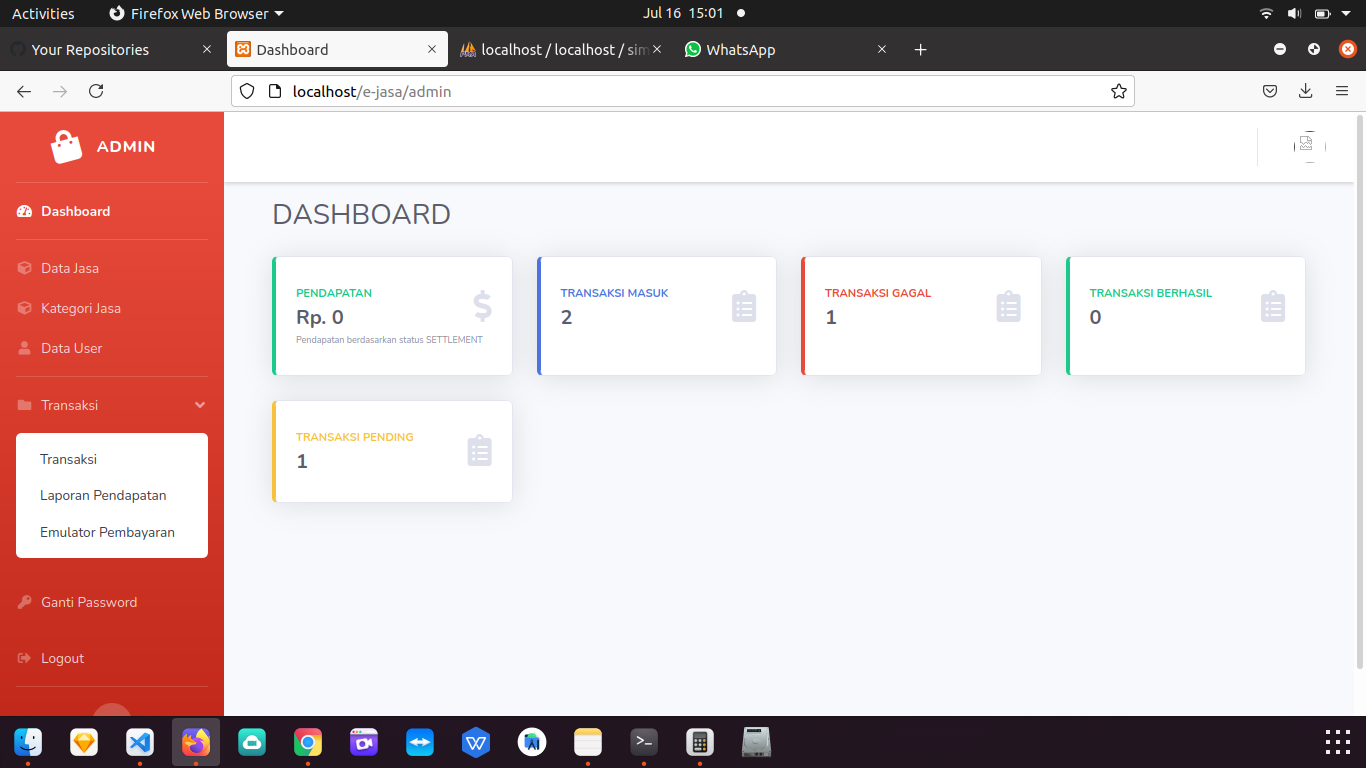 Activities
Firefox Web Browser
Jul 16 15:01
Your Repositories
Dashboard
localhost / localhost / sim
WhatsApp
localhost/e-jasa/admin
ADMIN
Dashboard
Data Jasa
Kategori Jasa
Data User
Transaksi
Transaksi
Laporan Pendapatan
Emulator Pembayaran
Ganti Password
Logout
DASHBOARD
PENDAPATAN
Rp. 0
Pendapatan berdasarkan status SETTLEMENT
TRANSAKSI MASUK
2
TRANSAKSI GAGAL
1
TRANSAKSI BERHASIL
0
TRANSAKSI PENDING
1